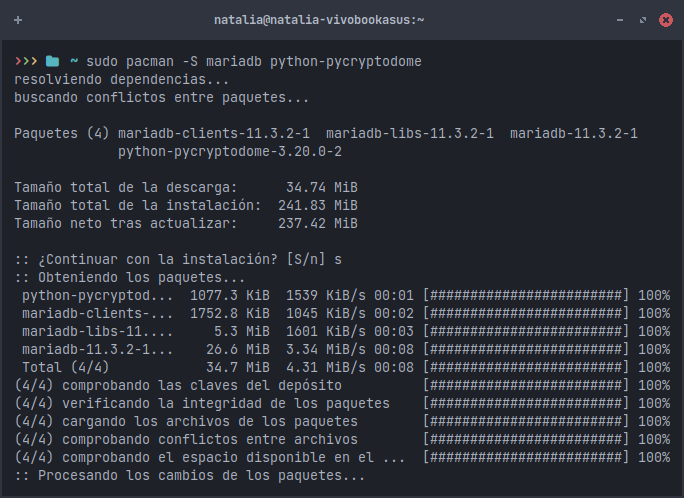 natalia@natalia-vivobookasus:~
~ sudo pacman -S mariadb python-pycryptodome
resolviendo dependencias...
buscando conflictos entre paquetes...
Paquetes (4) mariadb-clients-11.3.2-1  mariadb-libs-11.3.2-1  mariadb-11.3.2-1
python-pycryptodome-3.20.0-2
Tamaño total de la descarga:      34.74 MiB
Tamaño total de la instalación:  241.83 MiB
Tamaño neto tras actualizar:     237.42 MiB
:: ¿Continuar con la instalación? [S/n] s
:: Obteniendo los paquetes...
python-pycryptod...  1077.3 KiB  1539 KiB/s 00:01 [########################] 100%
mariadb-clients-...  1752.8 KiB  1045 KiB/s 00:02 [########################] 100%
mariadb-libs-11....     5.3 MiB  1601 KiB/s 00:03 [########################] 100%
mariadb-11.3.2-1...    26.6 MiB  3.34 MiB/s 00:08 [########################] 100%
Total (4/4)            34.7 MiB  4.31 MiB/s 00:08 [########################] 100%
(4/4) comprobando las claves del depósito          [########################] 100%
(4/4) verificando la integridad de los paquetes    [########################] 100%
(4/4) cargando los archivos de los paquetes        [########################] 100%
(4/4) comprobando conflictos entre archivos        [########################] 100%
(4/4) comprobando el espacio disponible en el ...  [########################] 100%
:: Procesando los cambios de los paquetes...